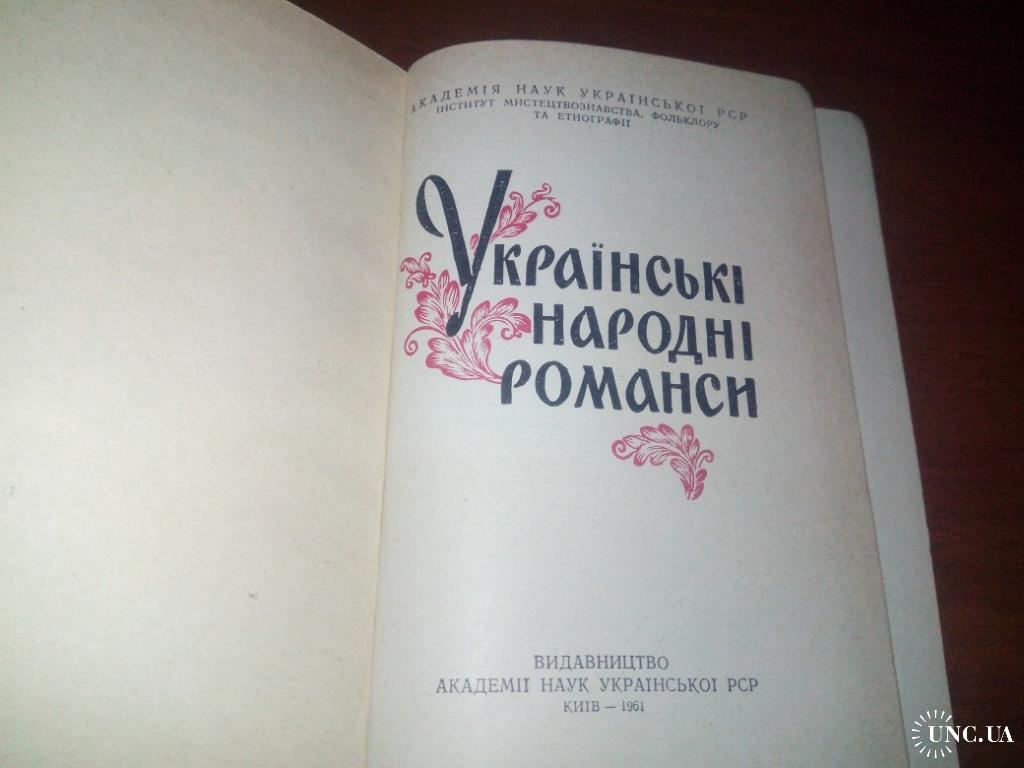 АКАДЕМІЯ НАУК УКРАЇНСЬКОЇ РСР
ІНСТИТУТ МИСТЕЦТВОЗНАВСТВА, ФОЛЬКЛОРУ
ТА ЕТНОГРАФІЇ
Українські
народні
романси
ВИДАВНИЦТВО
АКАДЕМІЇ НАУК УКРАЇНСЬКОЇ РСР
КИЇВ — 1961
UNC.UA